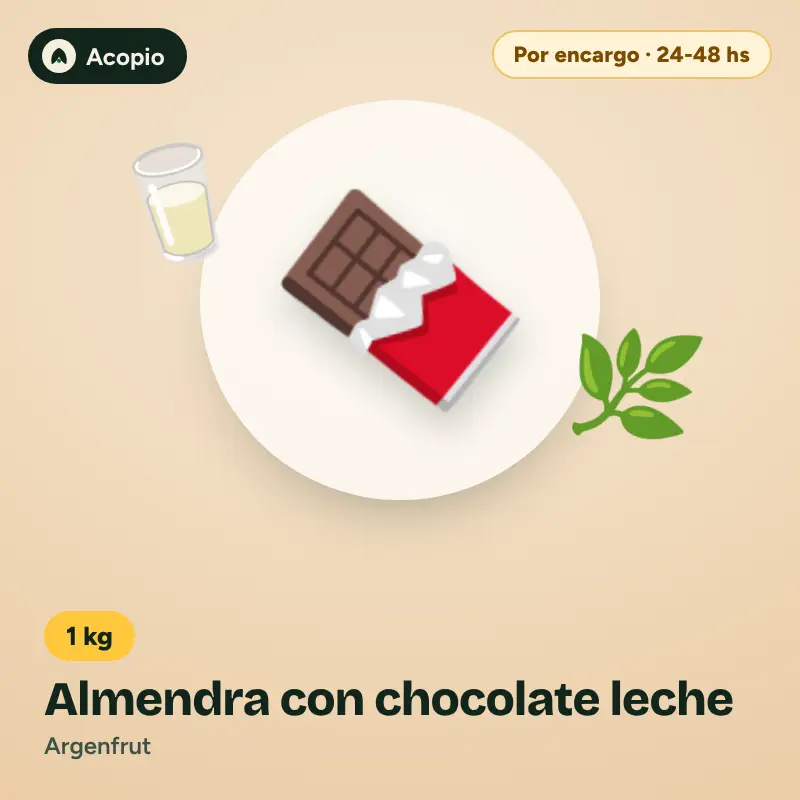 Acopio
Por encargo · 24-48 hs
1 kg
Almendra con chocolate leche
Argenfrut